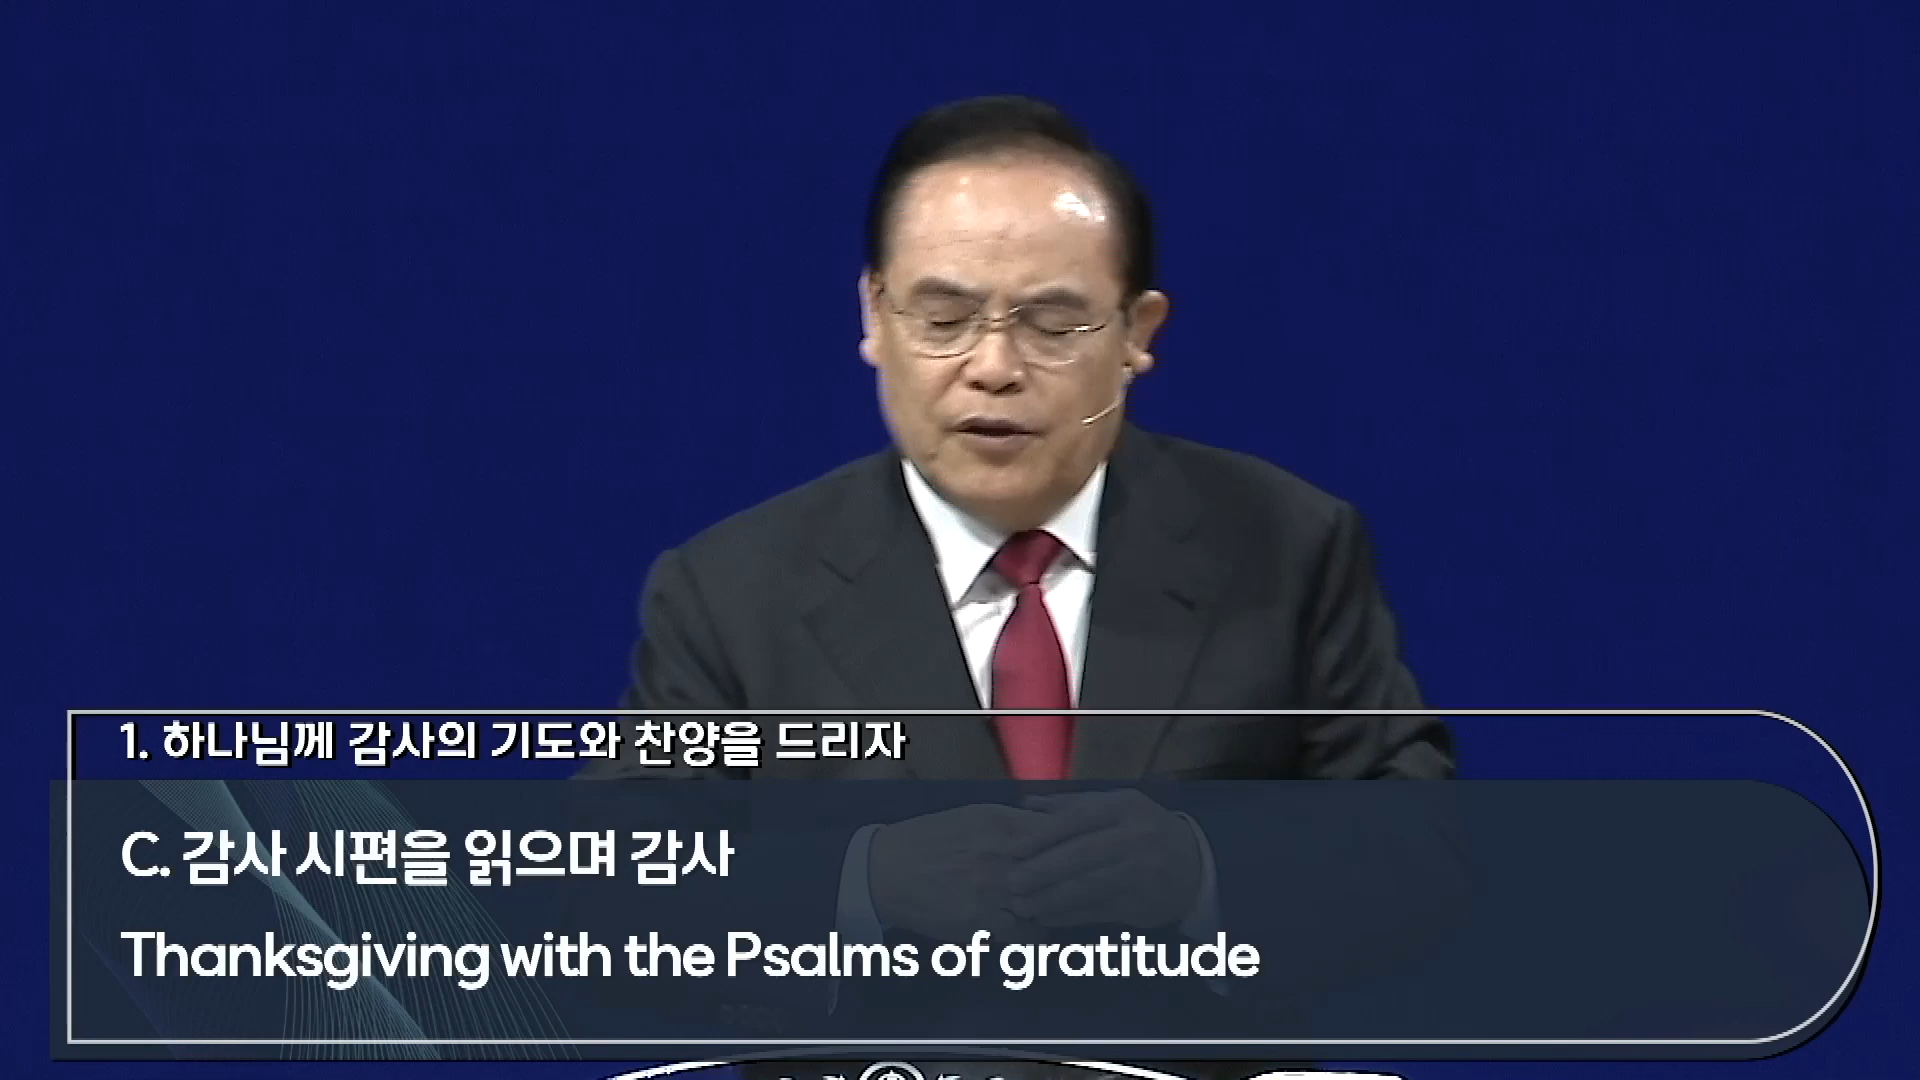 1. 하나님께 감사의 기도와 찬양을 드리자
C. 감사 시편을 읽으며 감사
Thanksgiving with the Psalms of gratitude